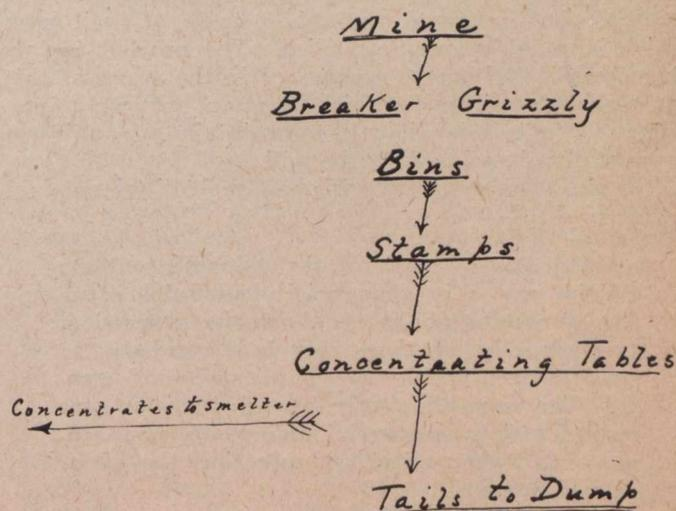 Mine
Breaker Grizzly
Bins
Stamps
Concentrating Tables
Concentrates to smelter
Tails to Dump